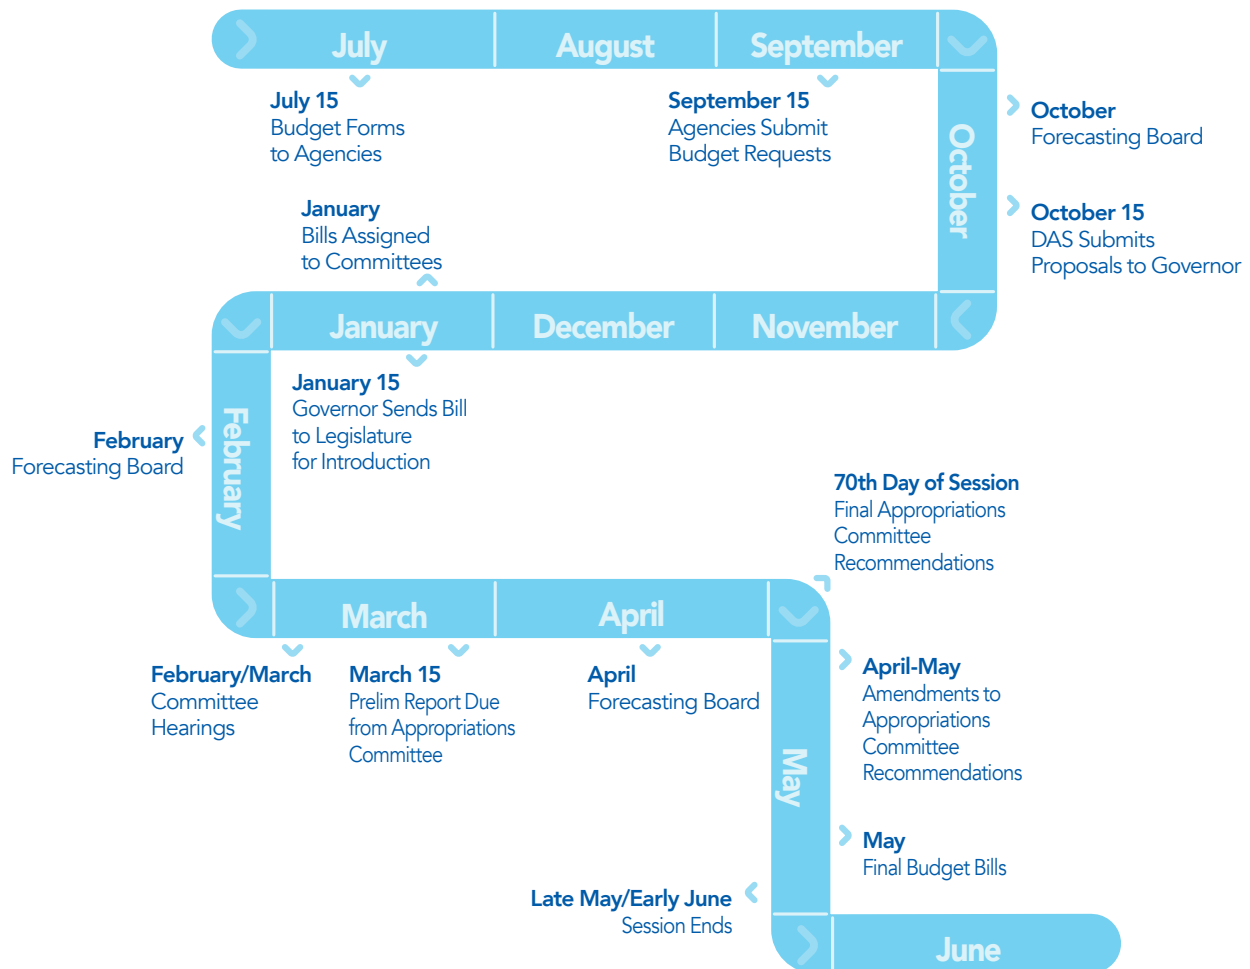 July
August
September
July 15
Budget Forms
to Agencies
September 15
Agencies Submit
Budget Requests
October
October
Forecasting Board
October 15
DAS Submits
Proposals to Governor
January
Bills Assigned
to Committees
January
December
November
January 15
Governor Sends Bill
to Legislature
for Introduction
February
February
Forecasting Board
70th Day of Session
Final Appropriations
Committee
Recommendations
March
April
February/March
Committee
Hearings
March 15
Prelim Report Due
from Appropriations
Committee
April
Forecasting Board
May
April-May
Amendments to
Appropriations
Committee
Recommendations
May
Final Budget Bills
Late May/Early June
Session Ends
June